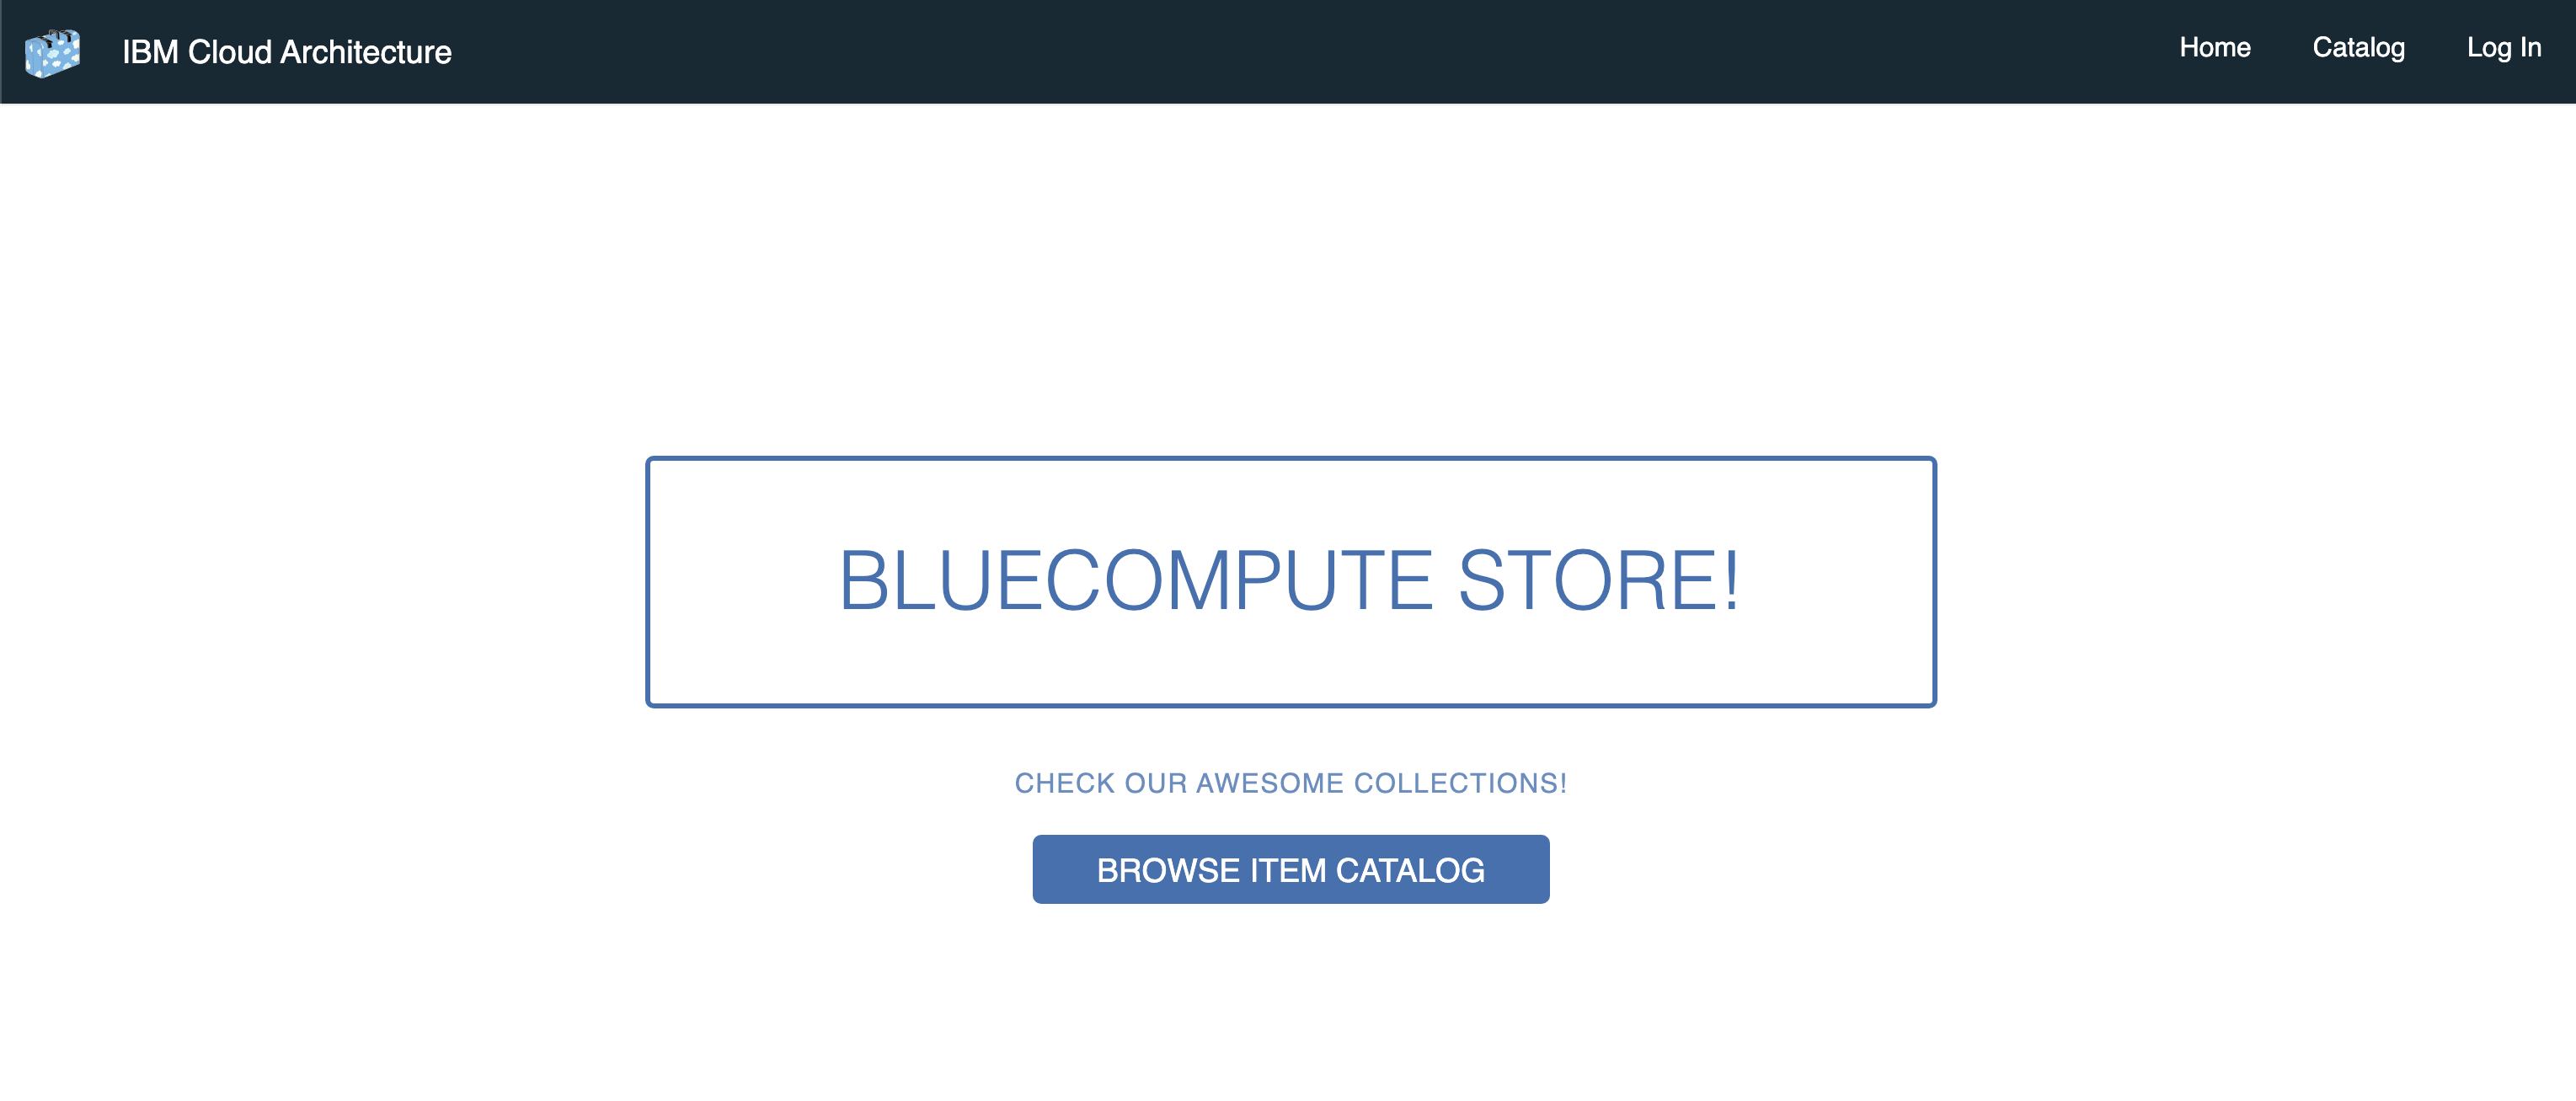 IBM Cloud Architecture
Home Catalog Log In
BLUECOMPUTE STORE!
CHECK OUR AWESOME COLLECTIONS!
BROWSE ITEM CATALOG